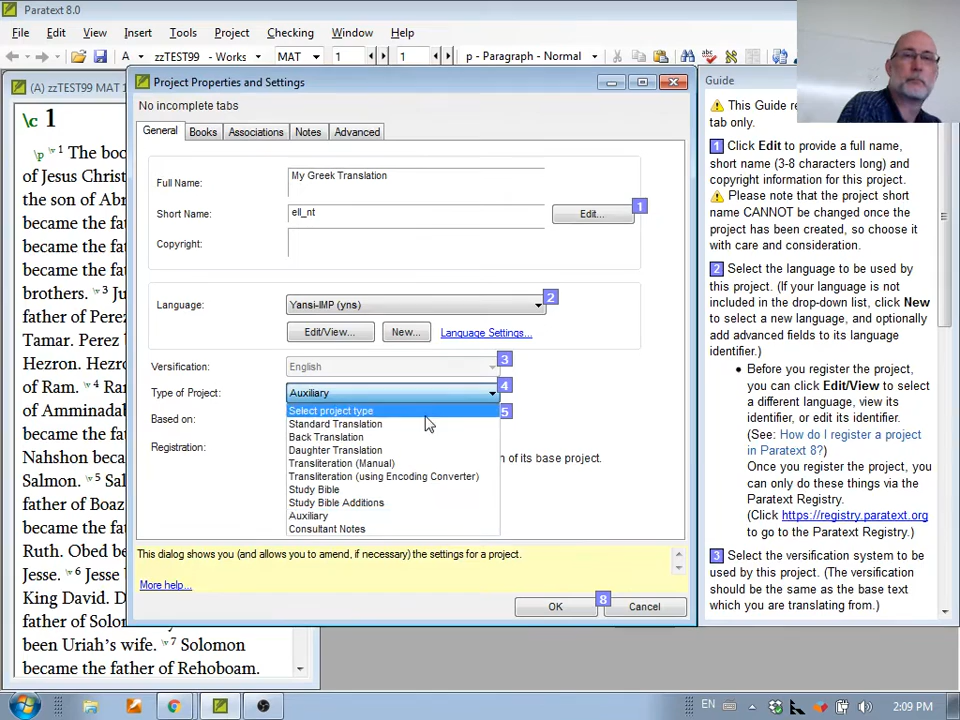 Paratext 8.0
File Edit View Insert Tools Project Checking Window Help
A zzTEST99 - Works MAT 1 1 p - Paragraph - Normal
(A) zzTEST99 MAT 1
\c 1
\p v 1 The boo
of Jesus Christ
the son of Abra
became the fat
became the fat
became the fat
brothers. v 3 Ju
father of Perez
Tamar. Perez b
Hezron. Hezro
of Ram. v 4 Ran
of Amminadab
Nahshon becam
Salmon. v 5 Sal
father of Boaz
became the fat
Ruth. Obed be
Jesse. v 6 Jesse
King David. D
father of Solom
been Uriah's wife. v 7 Solomon
became the father of Rehoboam.
Project Properties and Settings
No incomplete tabs
General Books Associations Notes Advanced
Full Name: My Greek Translation
Short Name: ell_nt Edit... 1
Copyright:
Language: Yansi-IMP (yns) 2
Edit/View... New... Language Settings...
Versification: English 3
Type of Project: Auxiliary 4
Select project type 5
Standard Translation
Based on:
Back Translation
Registration:
Daughter Translation
n of its base project.
Transliteration (Manual)
Transliteration (using Encoding Converter)
Study Bible
Study Bible Additions
Auxiliary
Consultant Notes
This dialog shows you (and allows you to amend, if necessary) the settings for a project.
More help...
OK 8 Cancel
Guide
This Guide re
tab only.
1 Click Edit to provide a full name,
short name (3-8 characters long) and
copyright information for this project.
Please note that the project short
name CANNOT be changed once the
project has been created, so choose it
with care and consideration.
2 Select the language to be used by
this project. (If your language is not
included in the drop-down list, click New
to select a new language, and optionally
add advanced fields to its language
identifier.)
• Before you register the project,
you can click Edit/View to select
a different language, view its
identifier, or edit its identifier.
(See: How do I register a project
in Paratext 8?)
Once you register the project, you
can only do these things via the
Paratext Registry.
(Click https://registry.paratext.org
to go to the Paratext Registry.)
3 Select the versification system to be
used by this project. (The versification
should be the same as the base text
which you are translating from.)
EN 2:09 PM